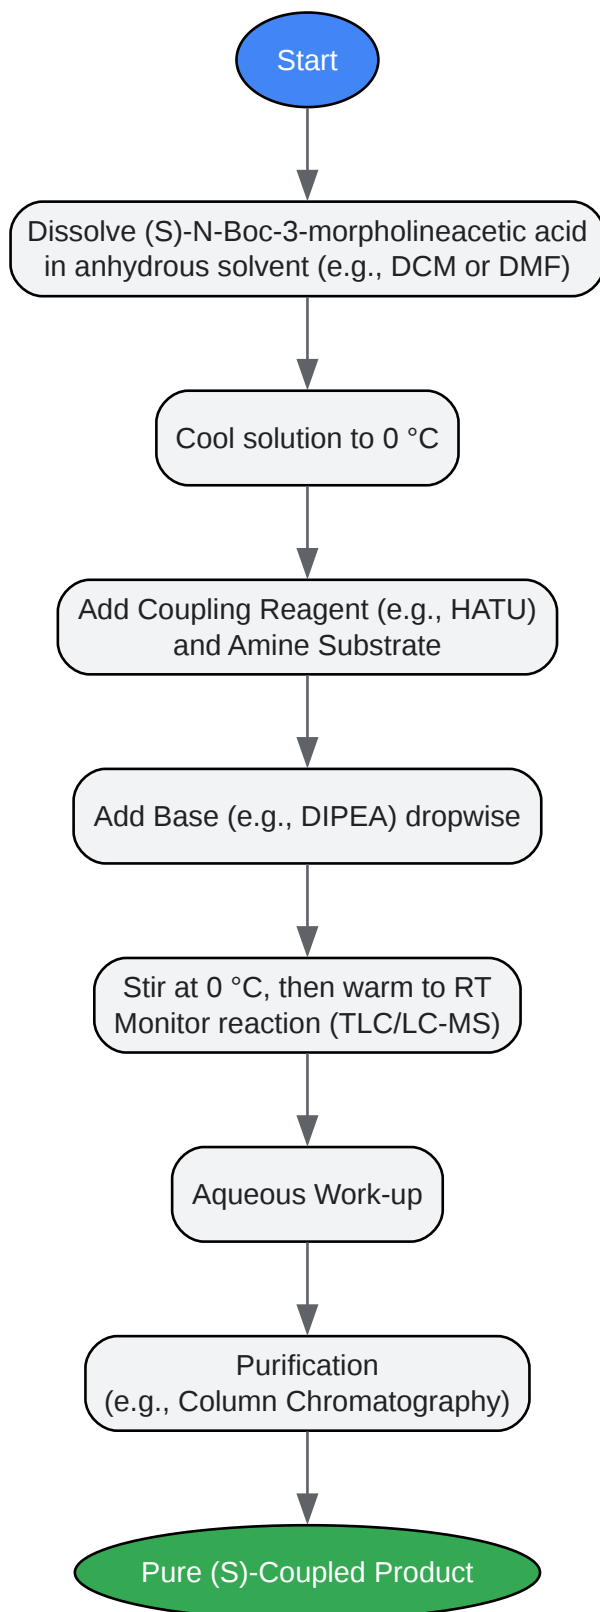 Start
Dissolve (S)-N-Boc-3-morpholineacetic acid
in anhydrous solvent (e.g., DCM or DMF)
Cool solution to 0 °C
Add Coupling Reagent (e.g., HATU)
and Amine Substrate
Add Base (e.g., DIPEA) dropwise
Stir at 0 °C, then warm to RT
Monitor reaction (TLC/LC-MS)
Aqueous Work-up
Purification
(e.g., Column Chromatography)
Pure (S)-Coupled Product